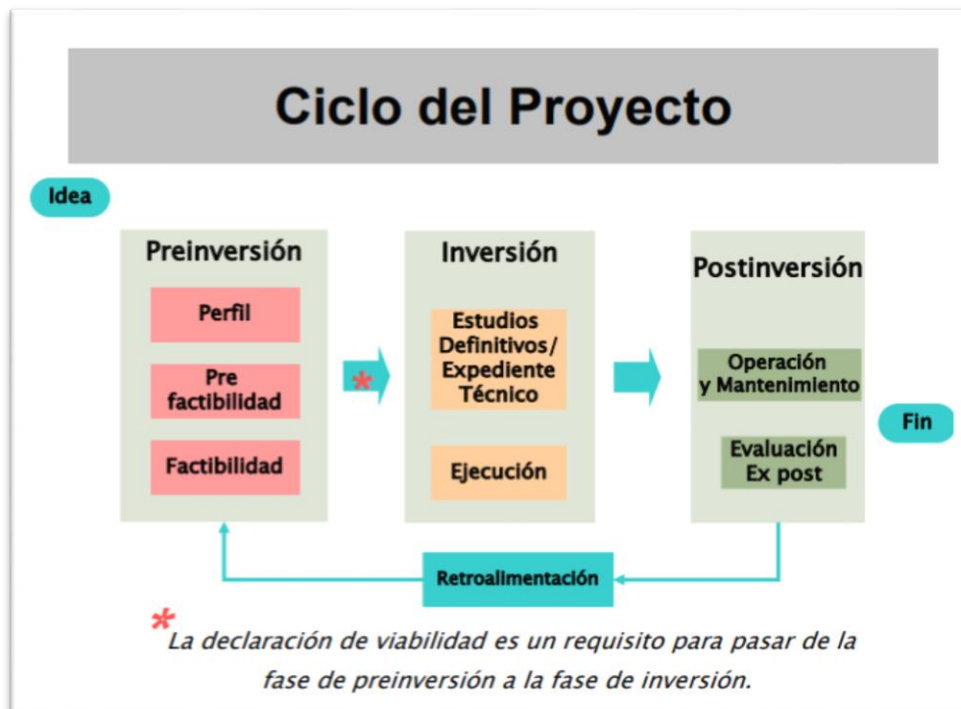 Ciclo del Proyecto
Idea
Preinversión
Perfil
Pre
factibilidad
Factibilidad
*
Inversión
Estudios
Definitivos/
Expediente
Técnico
Ejecución
Postinversión
Operación
y Mantenimiento
Evaluación
Ex post
Fin
Retroalimentación
*La declaración de viabilidad es un requisito para pasar de la
fase de preinversión a la fase de inversión.